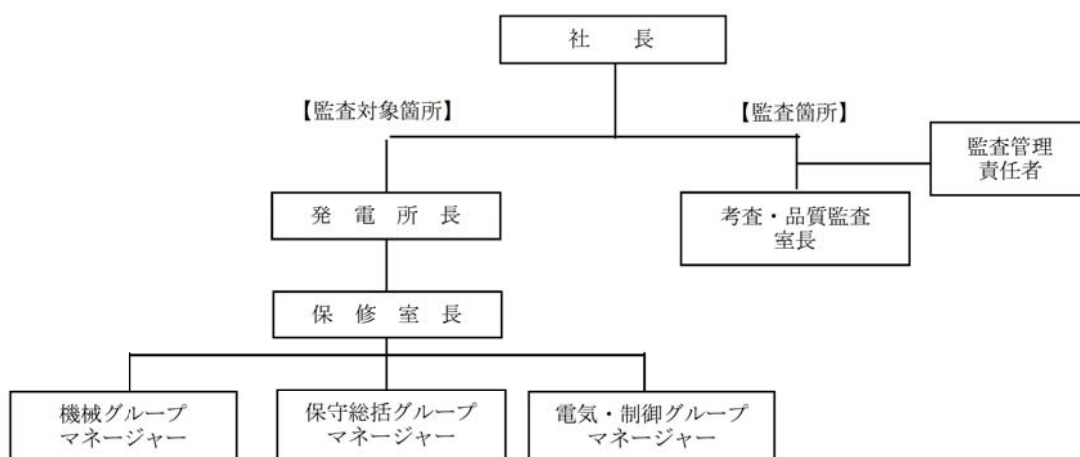 社　　長
【監査対象箇所】
【監査箇所】
監査管理
責任者
発　電　所　長
考査・品質監査
室長
保　修　室　長
機械グループ
マネージャー
保守総括グループ
マネージャー
電気・制御グループ
マネージャー